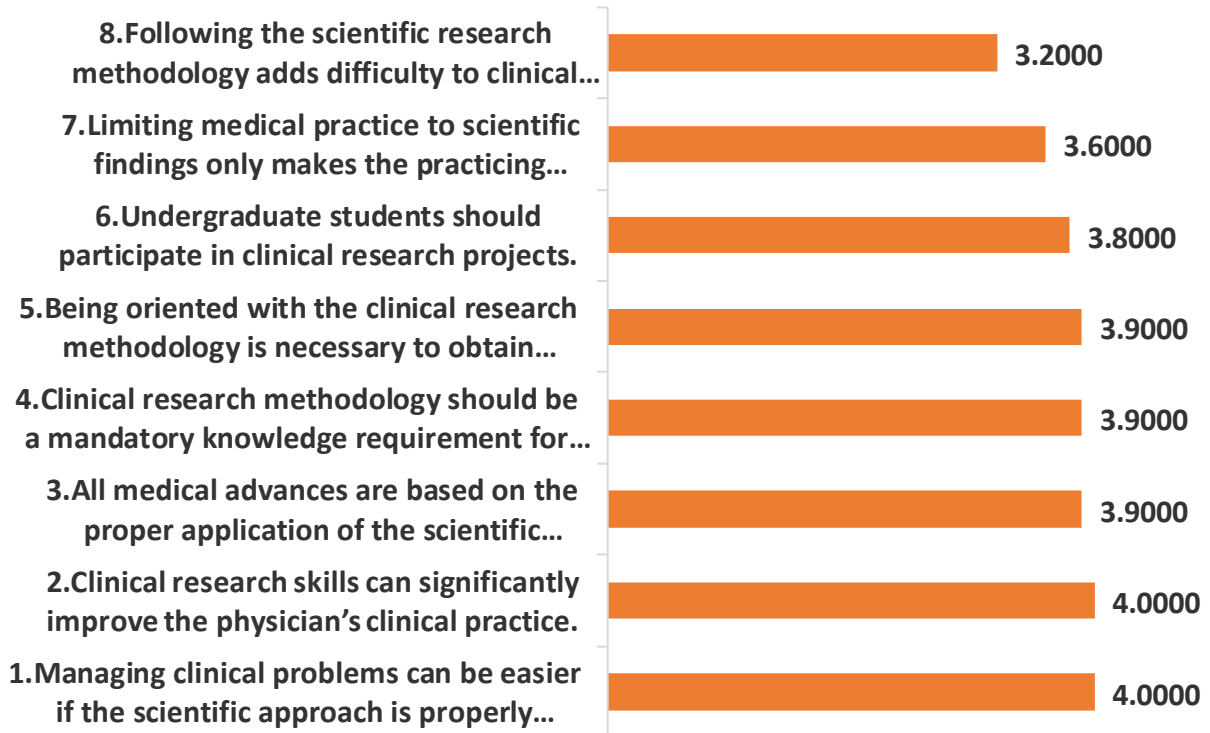 8.Following the scientific research
methodology adds difficulty to clinical…
3.2000
7.Limiting medical practice to scientific
findings only makes the practicing…
3.6000
6.Undergraduate students should
participate in clinical research projects.
3.8000
5.Being oriented with the clinical research
methodology is necessary to obtain…
3.9000
4.Clinical research methodology should be
a mandatory knowledge requirement for…
3.9000
3.All medical advances are based on the
proper application of the scientific…
3.9000
2.Clinical research skills can significantly
improve the physician’s clinical practice.
4.0000
1.Managing clinical problems can be easier
if the scientific approach is properly…
4.0000